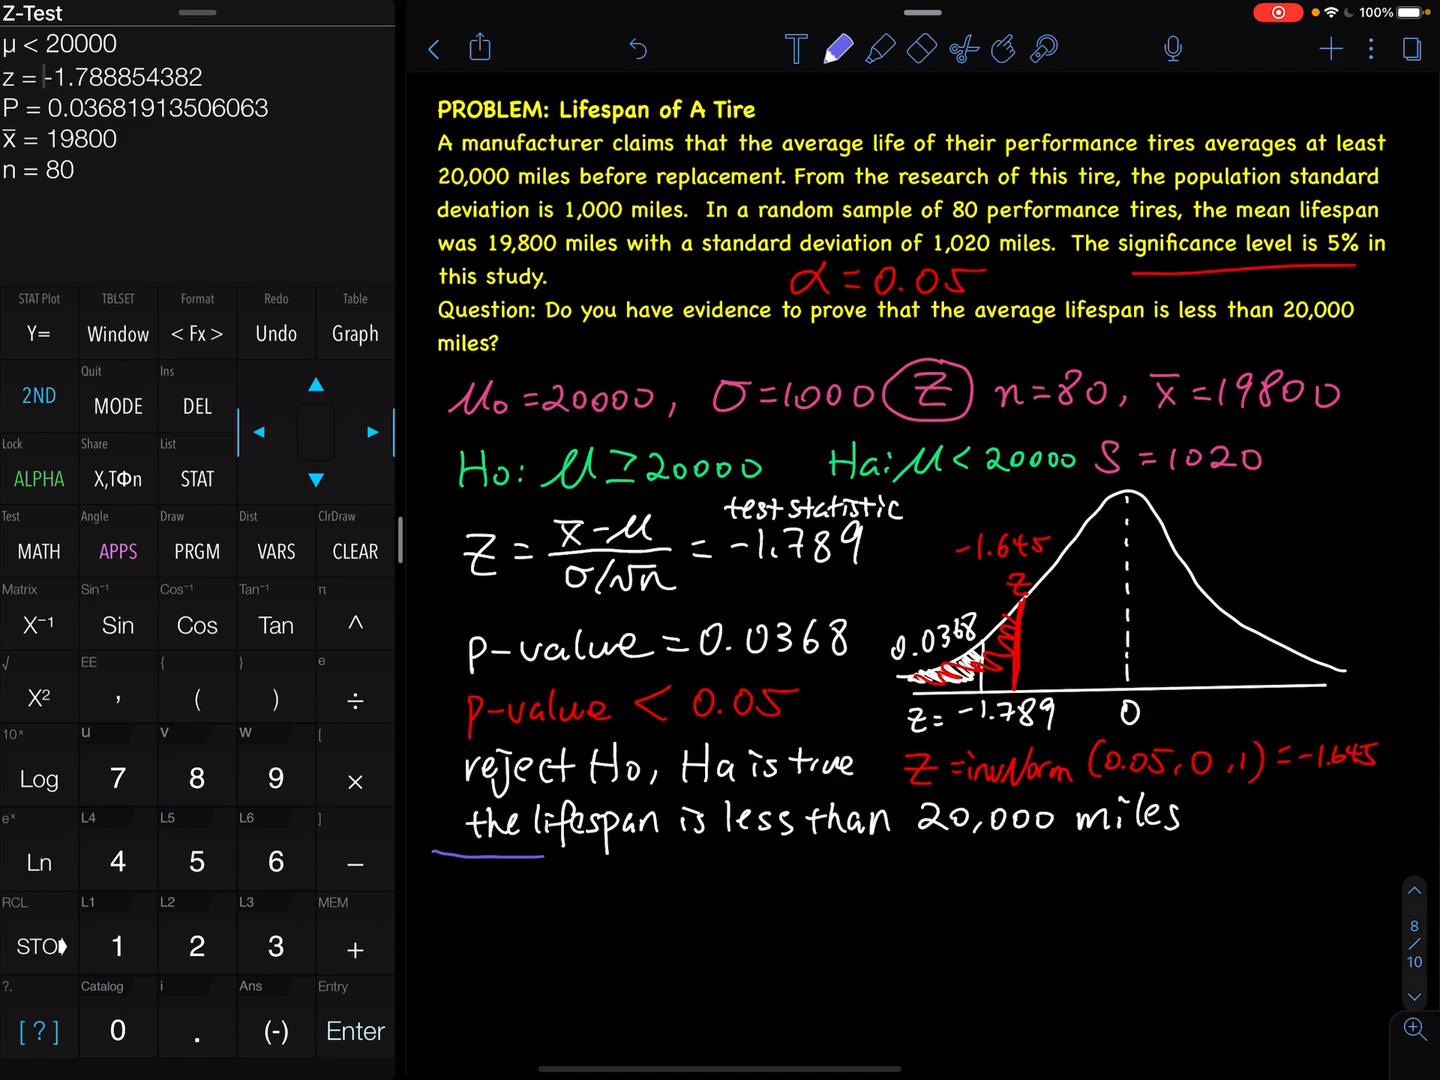 Z-Test
µ < 20000
z = -1.788854382
P = 0.03681913506063
x̅ = 19800
n = 80
100%
PROBLEM: Lifespan of A Tire
A manufacturer claims that the average life of their performance tires averages at least
20,000 miles before replacement. From the research of this tire, the population standard
deviation is 1,000 miles. In a random sample of 80 performance tires, the mean lifespan
was 19,800 miles with a standard deviation of 1,020 miles. The significance level is 5% in
this study.
α = 0.05
Question: Do you have evidence to prove that the average lifespan is less than 20,000
miles?
µ₀ = 20000, σ = 1000 Z n = 80, x̅ = 19800
Ho: µ ≥ 20000 Ha: µ < 20000 S = 1020
test statistic
Z = (x̅ - µ) / (σ/√n) = -1.789
-1.645
Z
0.0368
p-value = 0.0368
p-value < 0.05
z = -1.789 0
reject Ho, Ha is true
Z = invNorm (0.05, 0, 1) = -1.645
the lifespan is less than 20,000 miles
8
/
10
STAT Plot TBLSET Format Redo Table
Y= Window < Fx > Undo Graph
Quit Ins
2ND MODE DEL
Lock Share List
ALPHA X,TΦn STAT
Test Angle Draw Dist ClrDraw
MATH APPS PRGM VARS CLEAR
Matrix Sin⁻¹ Cos⁻¹ Tan⁻¹ π
X⁻¹ Sin Cos Tan ^
√ EE { } e
X² , ( ) ÷
10ˣ u v w [
Log 7 8 9 ×
eˣ L4 L5 L6 ]
Ln 4 5 6 −
RCL L1 L2 L3 MEM
STO 1 2 3 +
?. Catalog i Ans Entry
[ ? ] 0 . (-) Enter